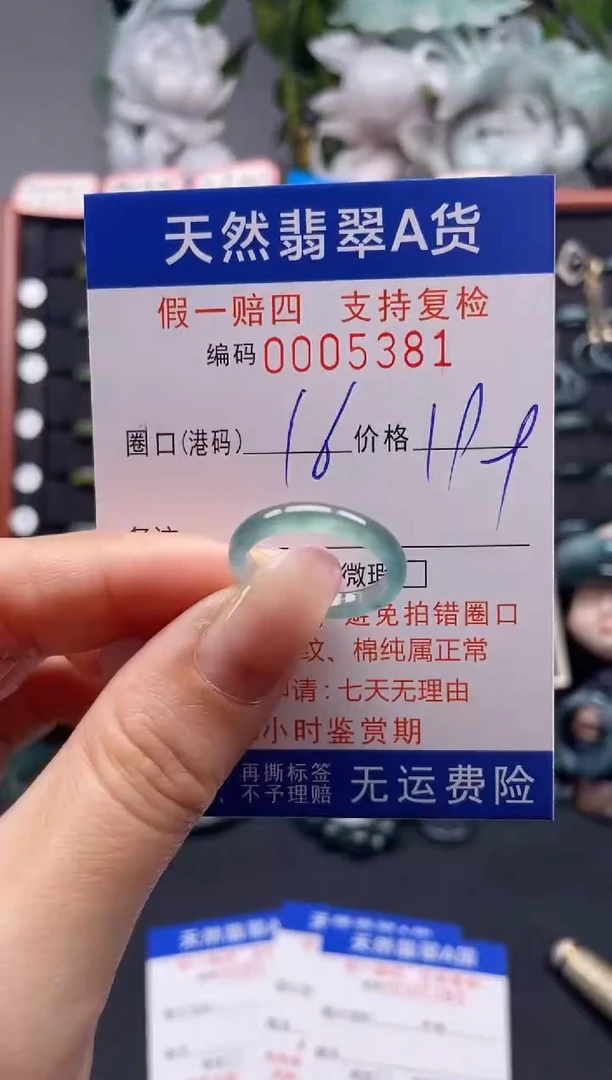 天然翡翠A货
假一赔四 支持复检
编码0005381
圈口(港码) 16 价格
微瑕
避免拍错圈口
纹、棉纯属正常
申请:七天无理由
小时鉴赏期
再撕标签
不予理赔
无运费险